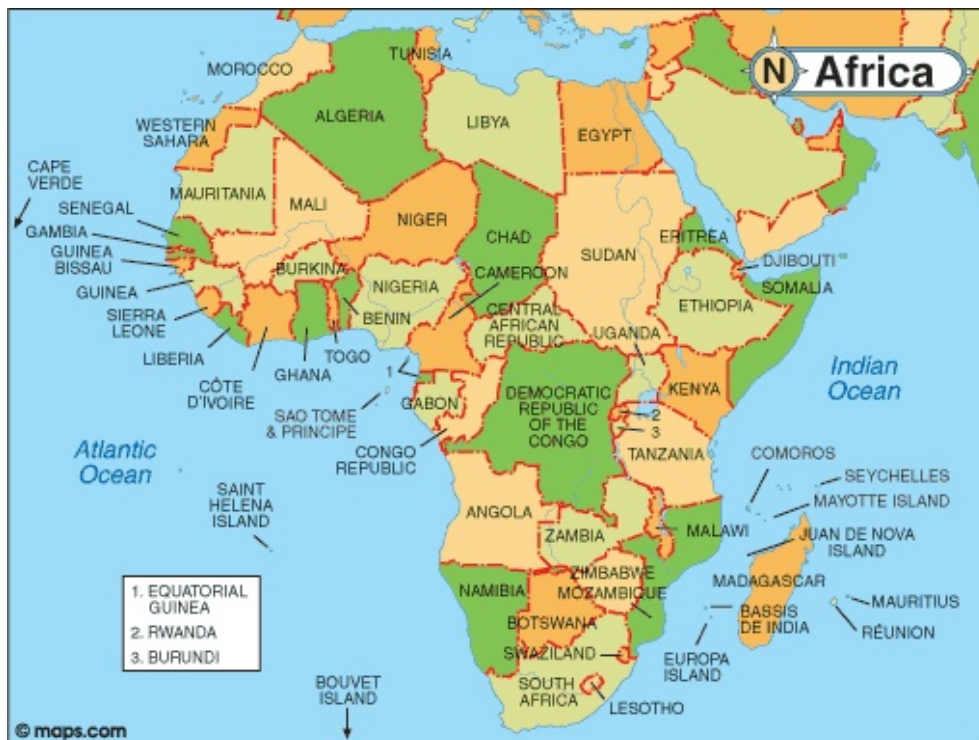 N Africa
MOROCCO
TUNISIA
ALGERIA
LIBYA
EGYPT
WESTERN
SAHARA
CAPE
VERDE
MAURITANIA
MALI
NIGER
CHAD
SUDAN
ERITREA
DJIBOUTI
SENEGAL
GAMBIA
GUINEA
BISSAU
GUINEA
SIERRA
LEONE
LIBERIA
CÔTE
D'IVOIRE
GHANA
TOGO
BURKINA
BENIN
NIGERIA
CAMEROON
CENTRAL
AFRICAN
REPUBLIC
ETHIOPIA
SOMALIA
UGANDA
KENYA
1
SAO TOME
& PRINCIPE
GABON
CONGO
REPUBLIC
DEMOCRATIC
REPUBLIC
OF THE
CONGO
2
3
TANZANIA
Indian
Ocean
Atlantic
Ocean
SAINT
HELENA
ISLAND
COMOROS
SEYCHELLES
MAYOTTE ISLAND
JUAN DE NOVA
ISLAND
ANGOLA
ZAMBIA
MALAWI
ZIMBABWE
MOZAMBIQUE
MADAGASCAR
MAURITIUS
RÉUNION
BASSIS
DE INDIA
EUROPA
ISLAND
NAMIBIA
BOTSWANA
SWAZILAND
SOUTH
AFRICA
LESOTHO
1. EQUATORIAL
GUINEA
2. RWANDA
3. BURUNDI
BOUVET
ISLAND
© maps.com